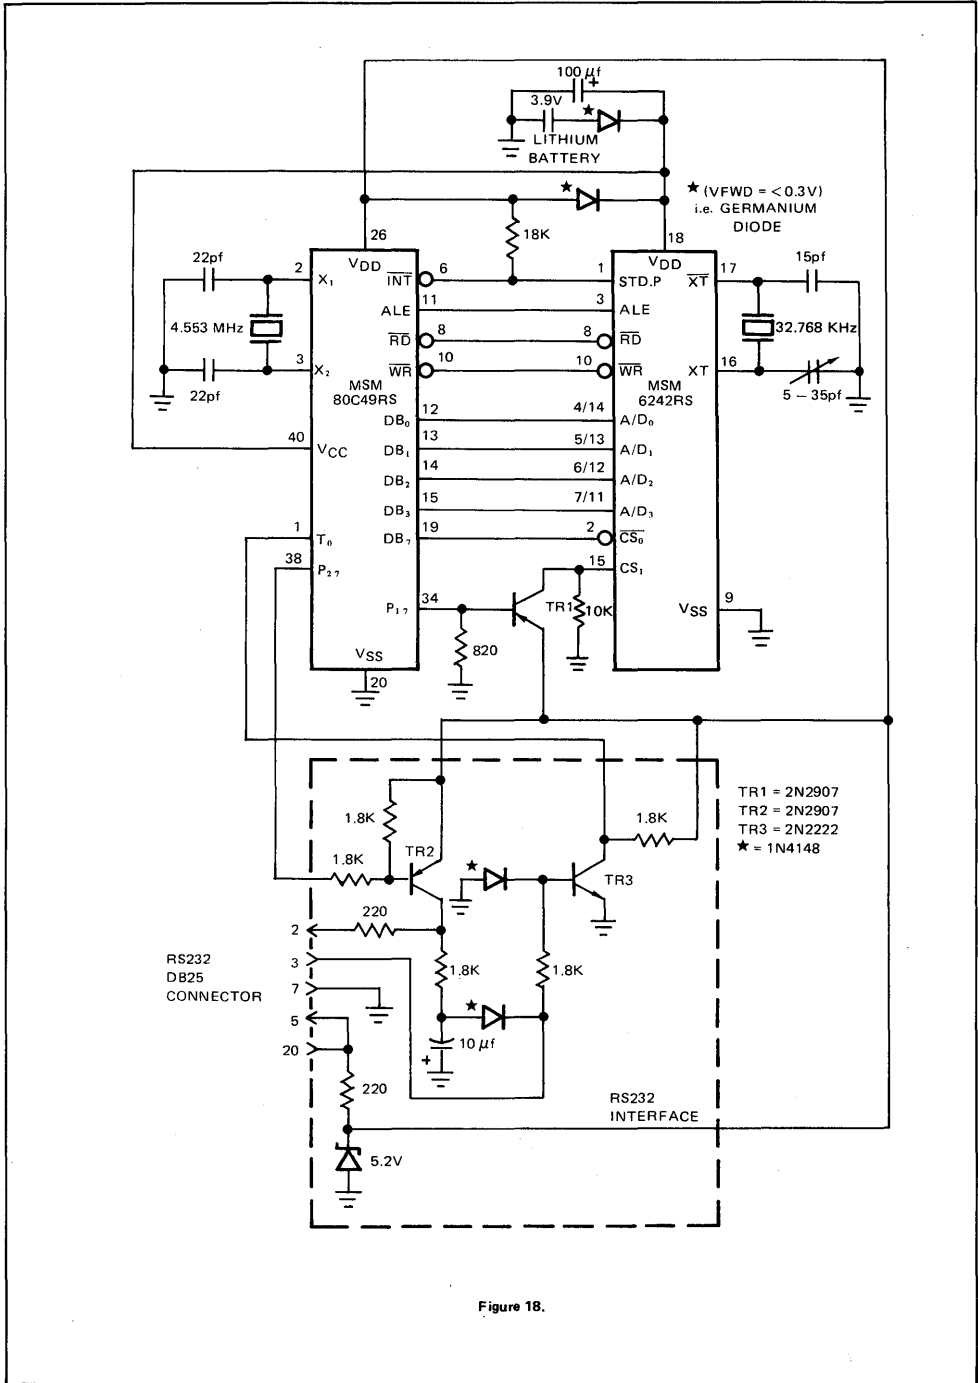 100 μf
+
3.9V
★
LITHIUM
BATTERY
★
★ (VFWD = <0.3V)
i.e. GERMANIUM
DIODE
26
18K
18
22pf
2
VDD
X₁
INT
6
1
VDD
STD.P
XT
17
15pf
11
ALE
3
ALE
4.553 MHz
8
RD
8
RD
32.768 KHz
3
X₂
10
WR
10
WR
XT
16
22pf
MSM
80C49RS
MSM
6242RS
5 – 35pf
12
DB₀
4/14
A/D₀
40
VCC
13
DB₁
5/13
A/D₁
14
DB₂
6/12
A/D₂
15
DB₃
7/11
A/D₃
1
T₀
19
DB₇
2
CS₀
38
P₂₇
15
CS₁
34
P₁₇
TR1
10K
9
VSS
820
VSS
20
TR1 = 2N2907
TR2 = 2N2907
TR3 = 2N2222
★ = 1N4148
1.8K
1.8K
1.8K
TR2
★
TR3
220
2
RS232
DB25
CONNECTOR
3
7
5
20
1.8K
1.8K
★
+
10 μf
220
RS232
INTERFACE
5.2V
Figure 18.